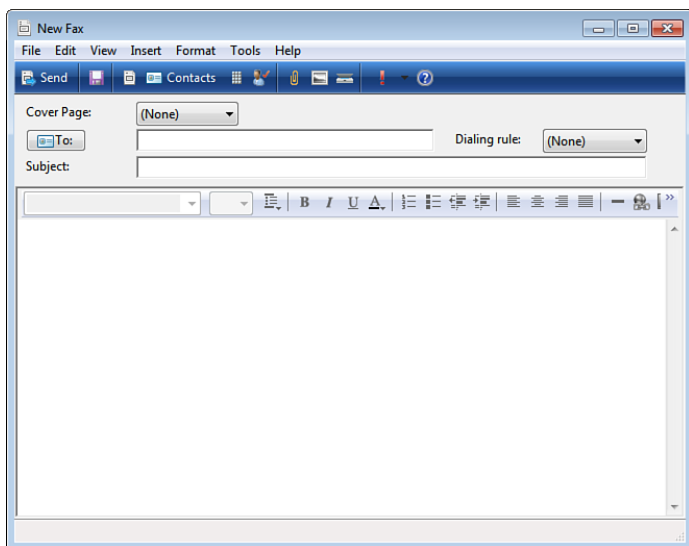 New Fax
File Edit View Insert Format Tools Help
Send Contacts
Cover Page: (None)
To: Dialing rule: (None)
Subject:
B I U A